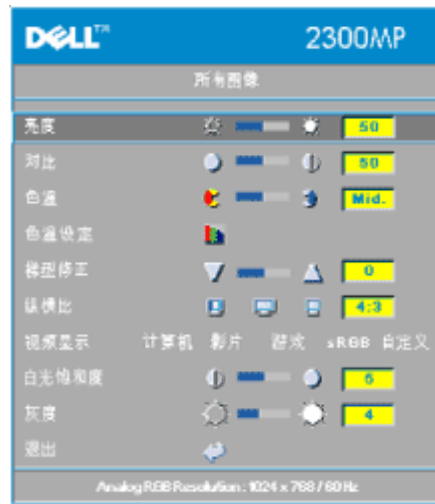 DELL™ 2300MP
所有图像
亮度 50
对比 50
色温 Mid.
色温设定
梯型修正 0
纵横比 4:3
视频显示 计算机 影片 游戏 sRGB 自定义
白光饱和度 6
灰度 4
退出
Analog RGB Resolution : 1024 x 768 / 60 Hz